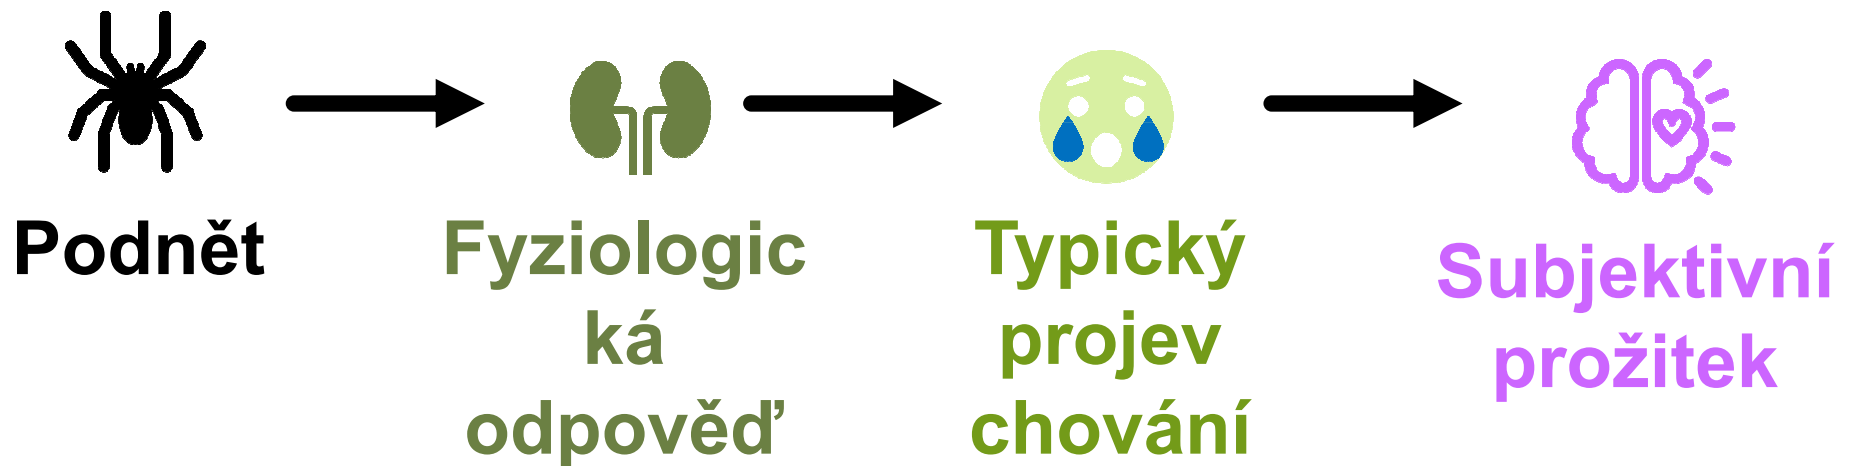 Podnět
Fyziologic
ká
odpověď
Typický
projev
chování
Subjektivní
prožitek